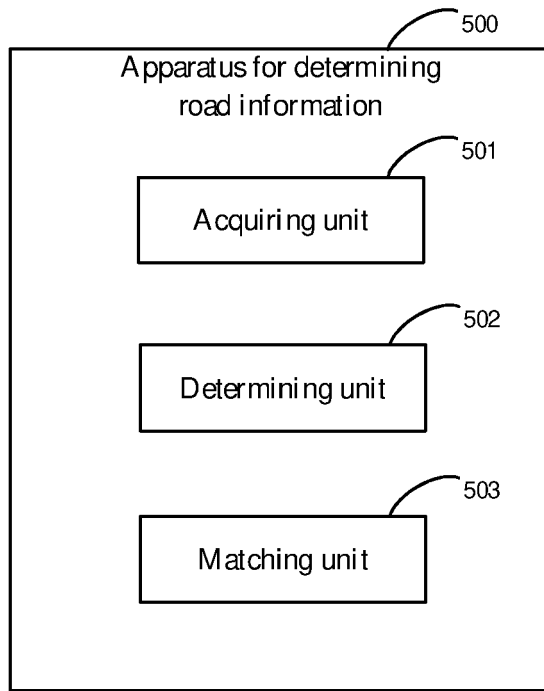 500
Apparatus for determining
road information
501
Acquiring unit
502
Determining unit
503
Matching unit